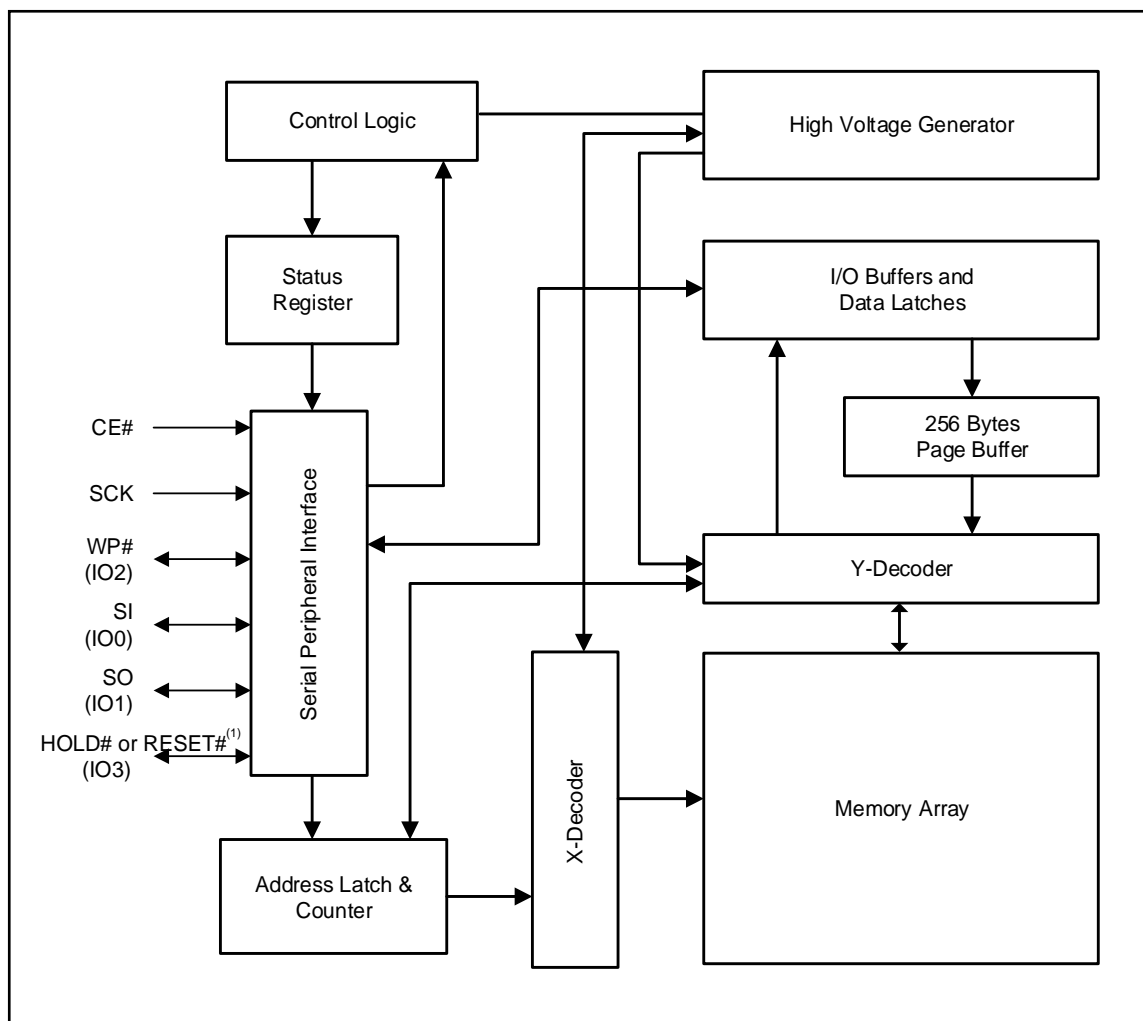 Control Logic
High Voltage Generator
Status
Register
I/O Buffers and
Data Latches
256 Bytes
Page Buffer
CE#
SCK
WP#
(IO2)
SI
(IO0)
SO
(IO1)
HOLD# or RESET#(1)
(IO3)
Serial Peripheral Interface
Y-Decoder
X-Decoder
Memory Array
Address Latch &
Counter